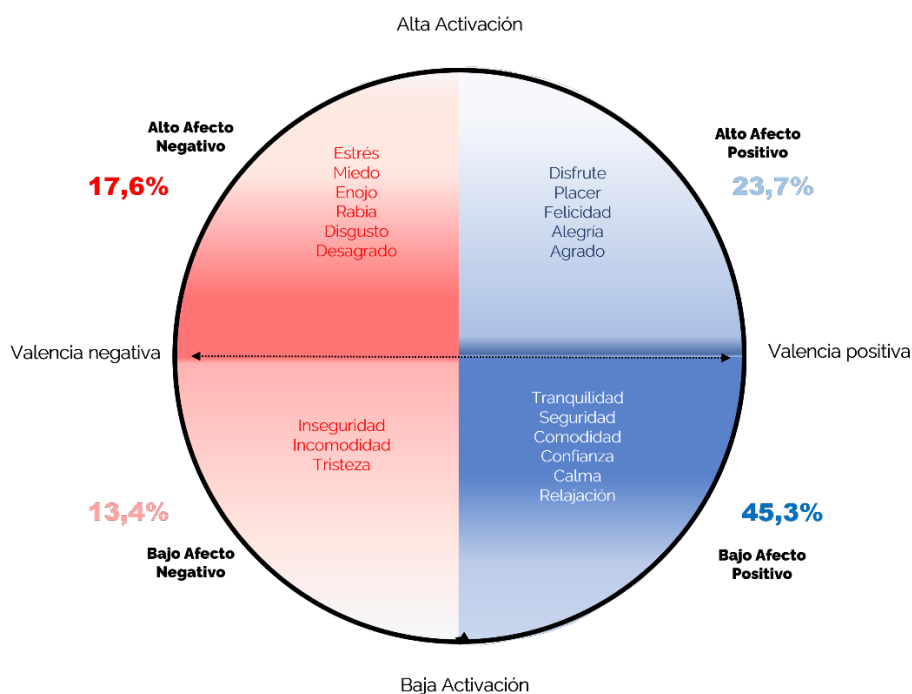 Alta Activación
Alto Afecto
Negativo
17,6%
Estrés
Miedo
Enojo
Rabia
Disgusto
Desagrado
Disfrute
Placer
Felicidad
Alegría
Agrado
Alto Afecto
Positivo
23,7%
Valencia negativa
Valencia positiva
Inseguridad
Incomodidad
Tristeza
Tranquilidad
Seguridad
Comodidad
Confianza
Calma
Relajación
13,4%
Bajo Afecto
Negativo
45,3%
Bajo Afecto
Positivo
Baja Activación